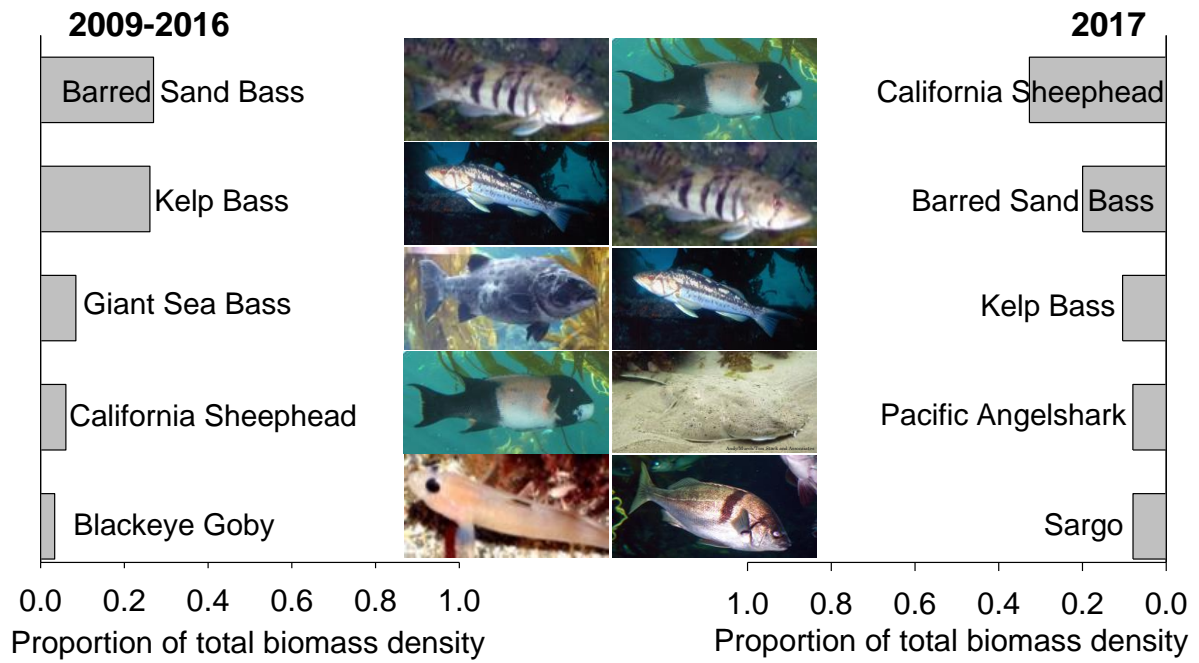 2009-2016
Barred Sand Bass
Kelp Bass
Giant Sea Bass
California Sheephead
Blackeye Goby
0.0 0.2 0.4 0.6 0.8 1.0
Proportion of total biomass density
2017
California Sheephead
Barred Sand Bass
Kelp Bass
Pacific Angelshark
Sargo
1.0 0.8 0.6 0.4 0.2 0.0
Proportion of total biomass density